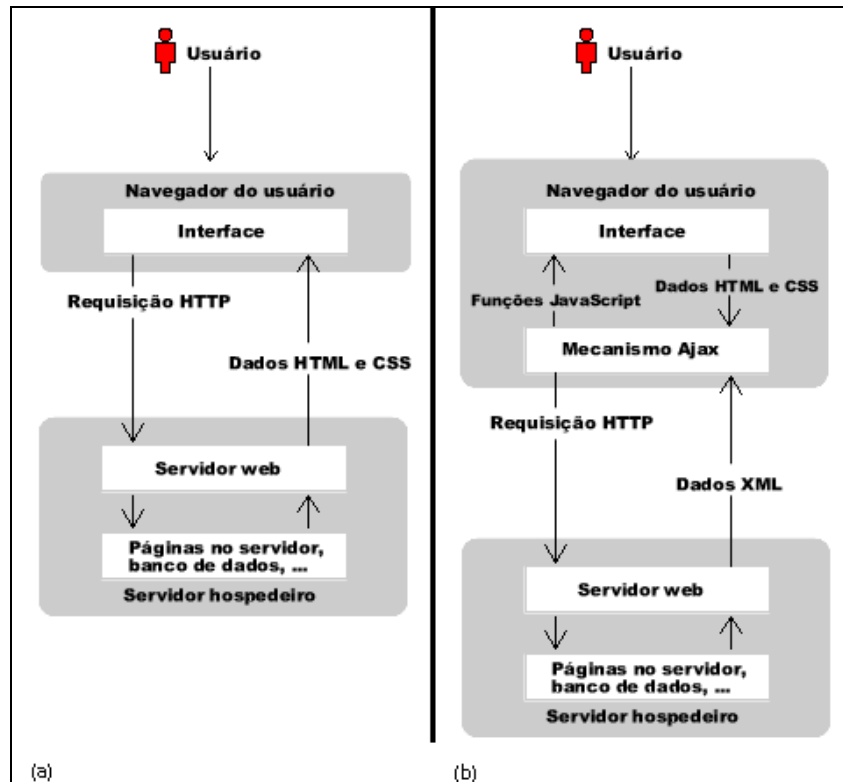 Usuário
Navegador do usuário
Interface
Requisição HTTP
Dados HTML e CSS
Servidor web
Páginas no servidor,
banco de dados, ...
Servidor hospedeiro
(a)
Usuário
Navegador do usuário
Interface
Funções JavaScript
Dados HTML e CSS
Mecanismo Ajax
Requisição HTTP
Dados XML
Servidor web
Páginas no servidor,
banco de dados, ...
Servidor hospedeiro
(b)